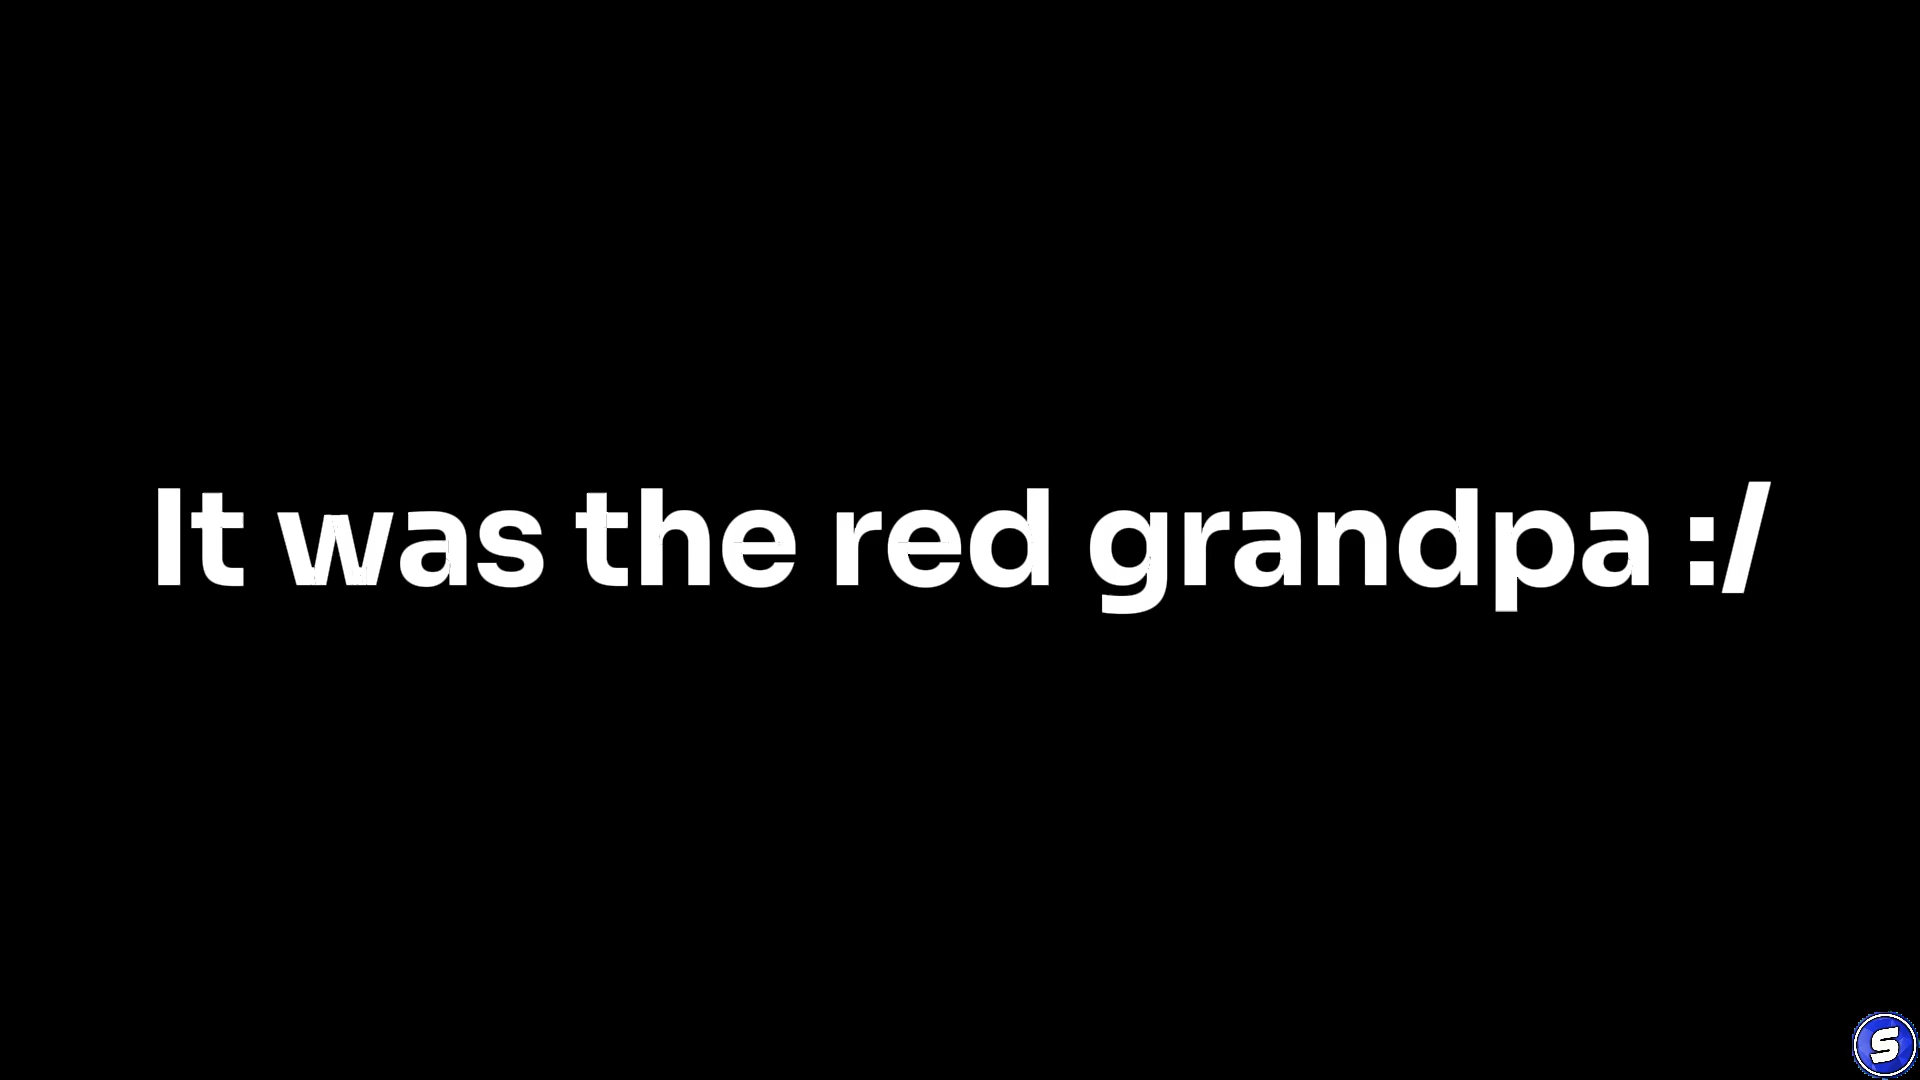 It was the red grandpa :/
S